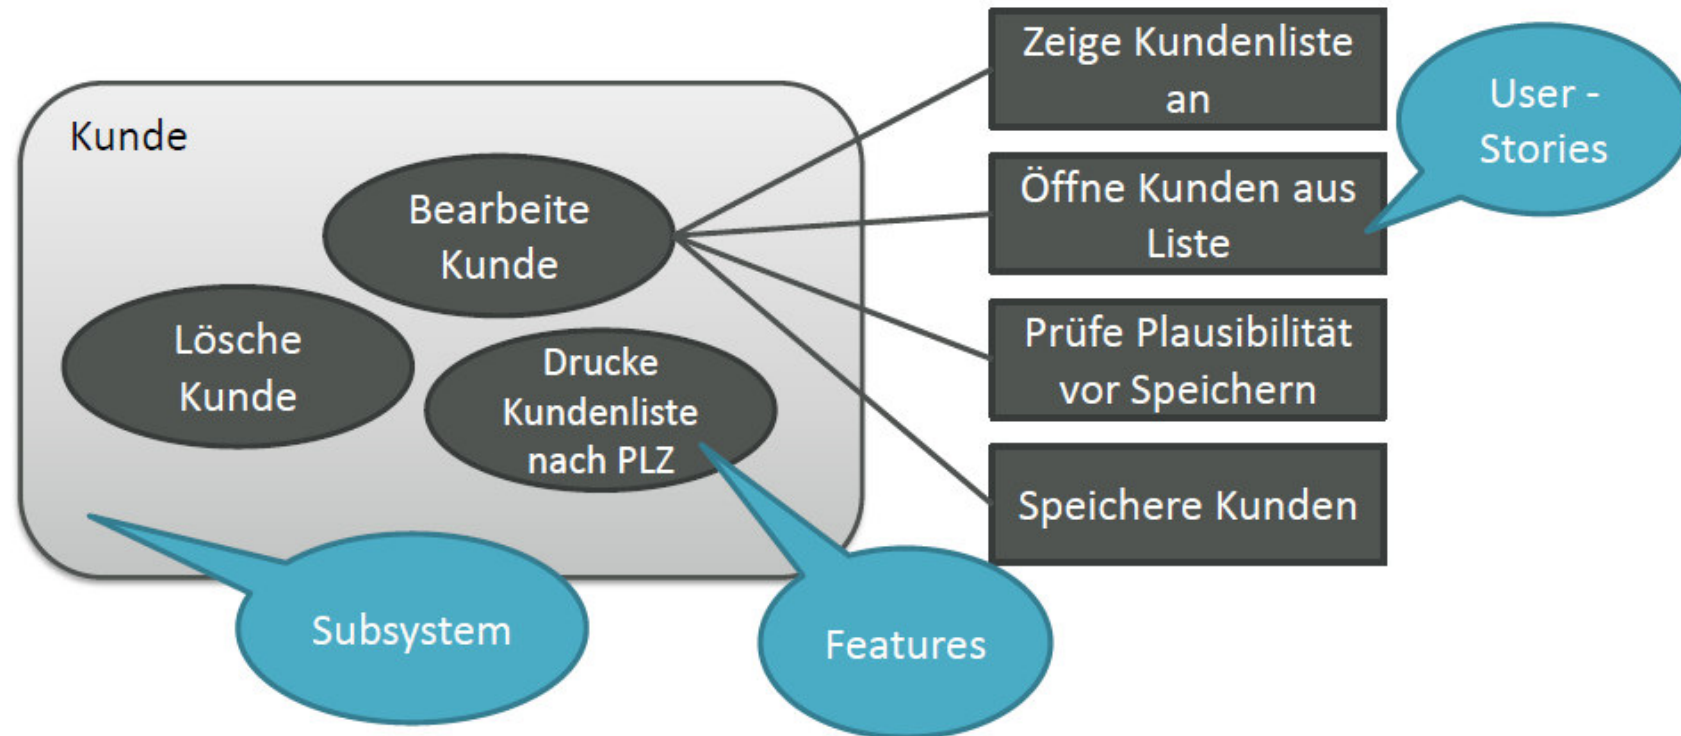 Kunde
Bearbeite
Kunde
Lösche
Kunde
Drucke
Kundenliste
nach PLZ
Subsystem
Features
Zeige Kundenliste
an
Öffne Kunden aus
Liste
Prüfe Plausibilität
vor Speichern
Speichere Kunden
User -
Stories